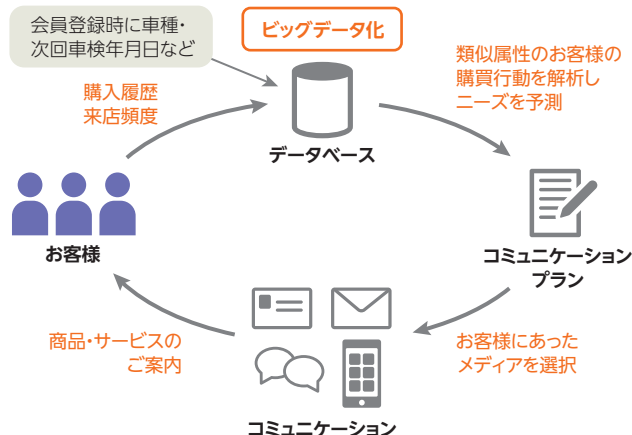 会員登録時に車種・
次回車検年月日など
ビッグデータ化
類似属性のお客様の
購買行動を解析し
ニーズを予測
購入履歴
来店頻度
データベース
お客様
コミュニケーション
プラン
商品・サービスの
ご案内
お客様にあった
メディアを選択
コミュニケーション